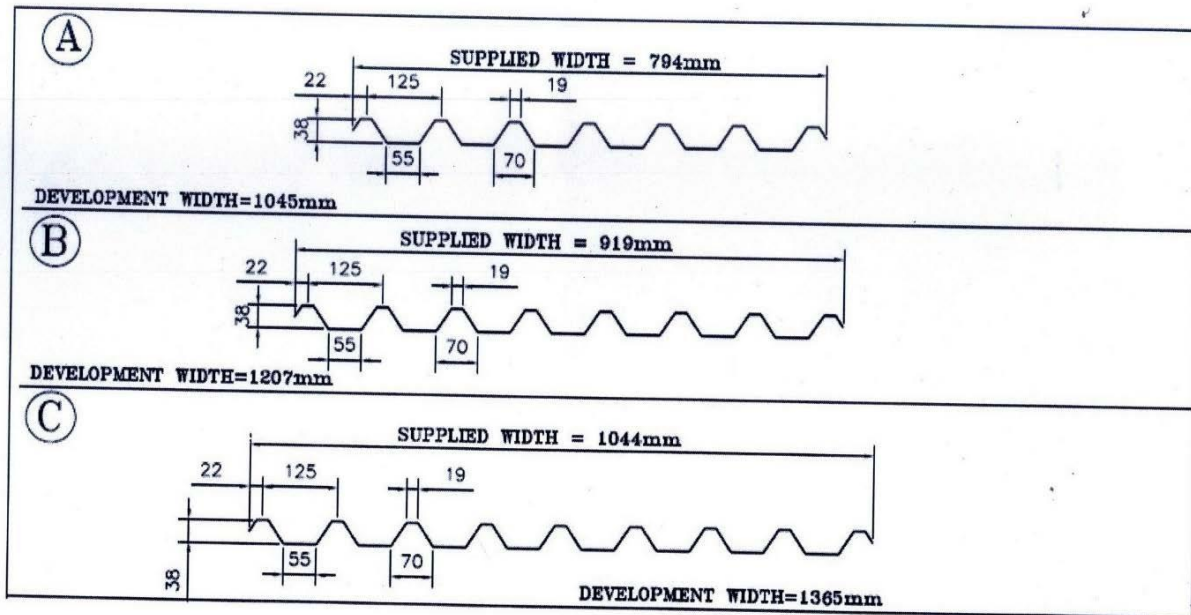 A
SUPPLIED WIDTH = 794mm
22 125 19
38
55 70
DEVELOPMENT WIDTH=1045mm
B
SUPPLIED WIDTH = 919mm
22 125 19
38
55 70
DEVELOPMENT WIDTH=1207mm
C
SUPPLIED WIDTH = 1044mm
22 125 19
55 70
38
DEVELOPMENT WIDTH=1365mm